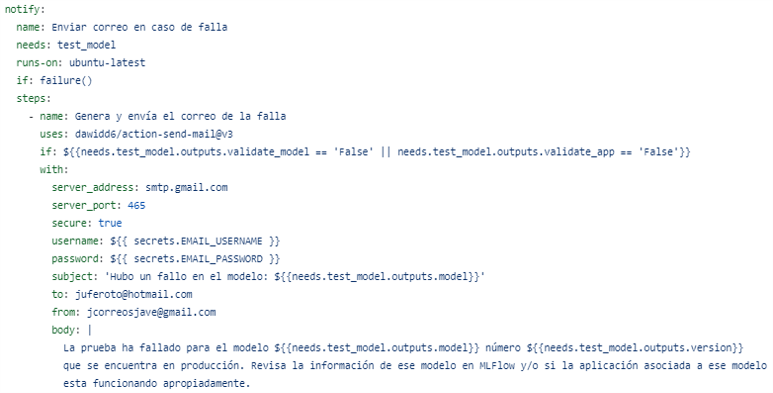 notify:
  name: Enviar correo en caso de falla
  needs: test_model
  runs-on: ubuntu-latest
  if: failure()
  steps:
    - name: Genera y envía el correo de la falla
      uses: dawidd6/action-send-mail@v3
      if: ${{needs.test_model.outputs.validate_model == 'False' || needs.test_model.outputs.validate_app == 'False'}}
      with:
        server_address: smtp.gmail.com
        server_port: 465
        secure: true
        username: ${{ secrets.EMAIL_USERNAME }}
        password: ${{ secrets.EMAIL_PASSWORD }}
        subject: 'Hubo un fallo en el modelo: ${{needs.test_model.outputs.model}}'
        to: juferoto@hotmail.com
        from: jcorreosjave@gmail.com
        body: |
          La prueba ha fallado para el modelo ${{needs.test_model.outputs.model}} número ${{needs.test_model.outputs.version}}
          que se encuentra en producción. Revisa la información de ese modelo en MLFlow y/o si la aplicación asociada a ese modelo
          esta funcionando apropiadamente.